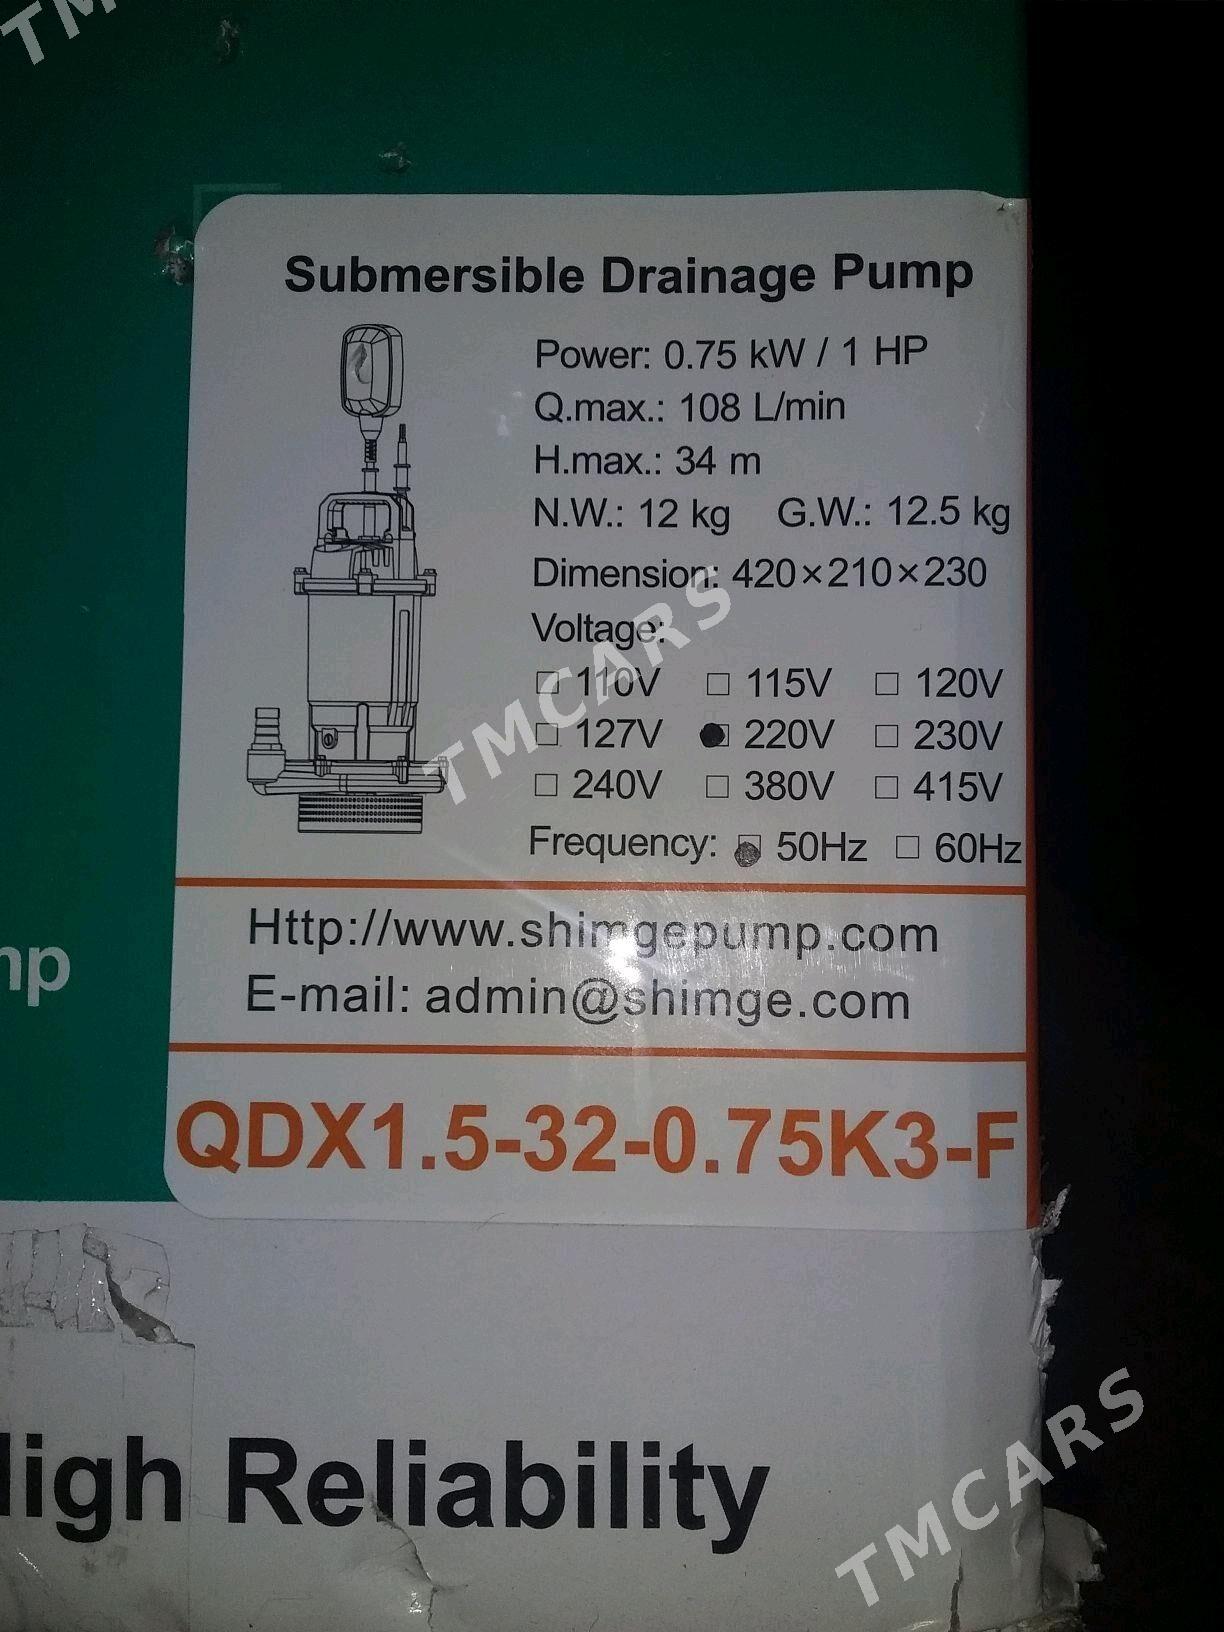 TM
Submersible Drainage Pump
Power: 0.75 kW / 1 HP
Q.max.: 108 L/min
H.max.: 34 m
N.W.: 12 kg G.W.: 12.5 kg
Dimension: 420×210×230
Voltage:
□ 110V □ 115V □ 120V
□ 127V ■ 220V □ 230V
□ 240V □ 380V □ 415V
Frequency: ■ 50Hz □ 60Hz
TMCARS
Http://www.shimgepump.com
E-mail: admin@shimge.com
mp
QDX1.5-32-0.75K3-F
High Reliability
TMCARS